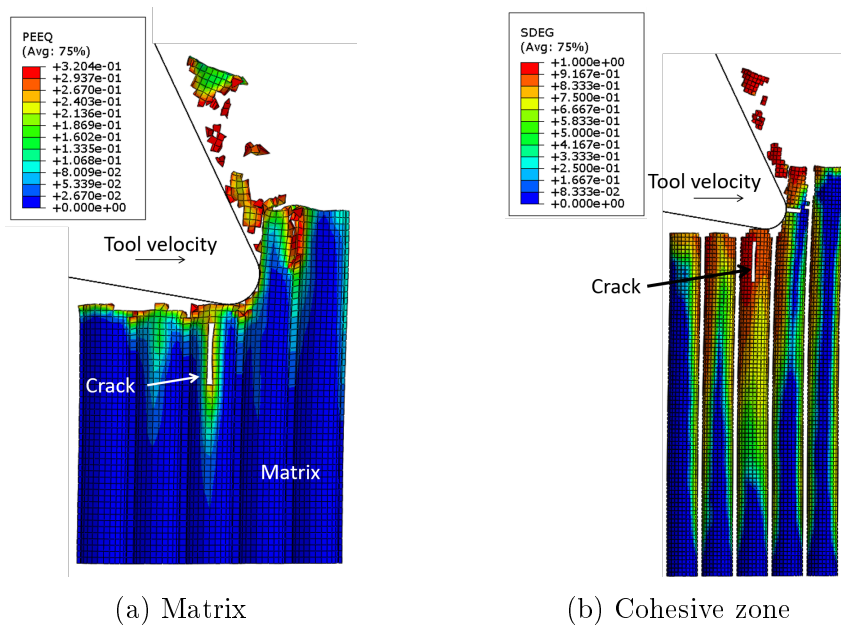 PEEQ
(Avg: 75%)
+3.204e-01
+2.937e-01
+2.670e-01
+2.403e-01
+2.136e-01
+1.869e-01
+1.602e-01
+1.335e-01
+1.068e-01
+8.009e-02
+5.339e-02
+2.670e-02
+0.000e+00
Tool velocity
Crack
Matrix
(a) Matrix
SDEG
(Avg: 75%)
+1.000e+00
+9.167e-01
+8.333e-01
+7.500e-01
+6.667e-01
+5.833e-01
+5.000e-01
+4.167e-01
+3.333e-01
+2.500e-01
+1.667e-01
+8.333e-02
+0.000e+00
Tool velocity
Crack
(b) Cohesive zone